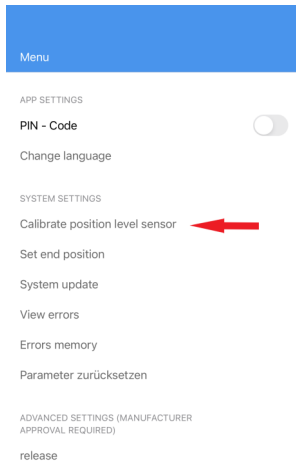 Menu
APP SETTINGS
PIN - Code
Change language
SYSTEM SETTINGS
Calibrate position level sensor
Set end position
System update
View errors
Errors memory
Parameter zurücksetzen
ADVANCED SETTINGS (MANUFACTURER
APPROVAL REQUIRED)
release